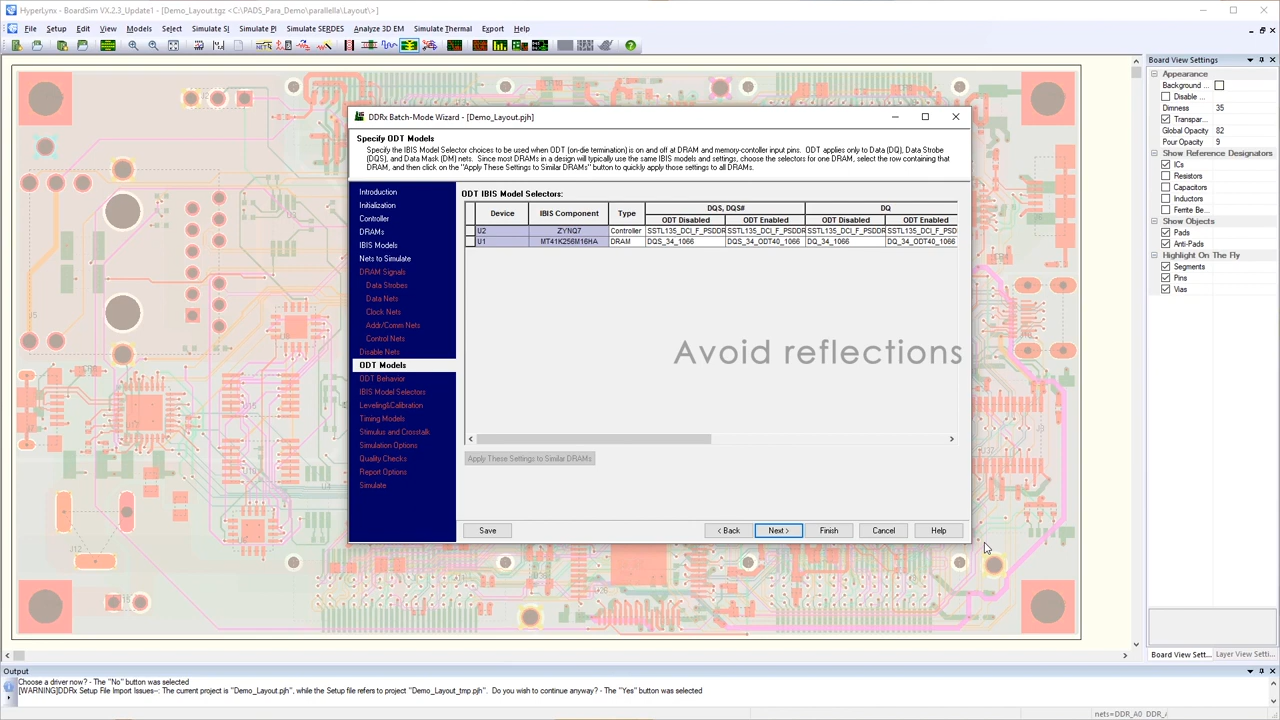 HyperLynx - BoardSim VX.2.3_Update1 - [Demo_Layout.tgz <C:\PADS_Para_Demo\parallella\Layout\>]
File Setup Edit View Models Select Simulate SI Simulate PI Simulate SERDES Analyze 3D EM Simulate Thermal Export Help
Board View Settings
Appearance
Background ...
Disable ...
Dimness 35
Transpar...
Global Opacity 82
Pour Opacity 9
Show Reference Designators
ICs
Resistors
Capacitors
Inductors
Ferrite Be...
Show Objects
Pads
Anti-Pads
Highlight On The Fly
Segments
Pins
Vias
Board View Sett... Layer View Setti...
DDRx Batch-Mode Wizard - [Demo_Layout.pjh]
Specify ODT Models
Specify the IBIS Model Selector choices to be used when ODT (on-die termination) is on and off at DRAM and memory-contoller input pins. ODT applies only to Data (DQ), Data Strobe
(DQS), and Data Mask (DM) nets. Since most DRAMs in a design will typically use the same IBIS models and settings, choose the selectors for one DRAM, select the row containing that
DRAM, and then click on the "Apply These Settings to Similar DRAMs" button to quickly apply those settings to all DRAMs.
Introduction
Initialization
Controller
DRAMs
IBIS Models
Nets to Simulate
DRAM Signals
Data Strobes
Data Nets
Clock Nets
Addr/Comm Nets
Control Nets
Disable Nets
ODT Models
ODT Behavior
IBIS Model Selectors
Leveling&Calibration
Timing Models
Stimulus and Crosstalk
Simulation Options
Quality Checks
Report Options
Simulate
ODT IBIS Model Selectors:
Device IBIS Component Type DQS, DQS# DQ
ODT Disabled ODT Enabled ODT Disabled ODT Enabled
U2 ZYNQ7 Controller SSTL135_DCI_F_PSDDR SSTL135_DCI_F_PSDDR SSTL135_DCI_F_PSDDR SSTL135_DCI_F_PSD
U1 MT41K256M16HA DRAM DQS_34_1066 DQS_34_ODT40_1066 DQ_34_1066 DQ_34_ODT40_1066
Avoid reflections
Apply These Settings to Similar DRAMs
Save < Back Next > Finish Cancel Help
J5
J12
Output
Choose a driver now? - The "No" button was selected
[WARNING]DDRx Setup File Import Issues--: The current project is "Demo_Layout.pjh", while the Setup file refers to project "Demo_Layout_tmp.pjh". Do you wish to continue anyway? - The "Yes" button was selected
nets=DDR_A0 DDR_A